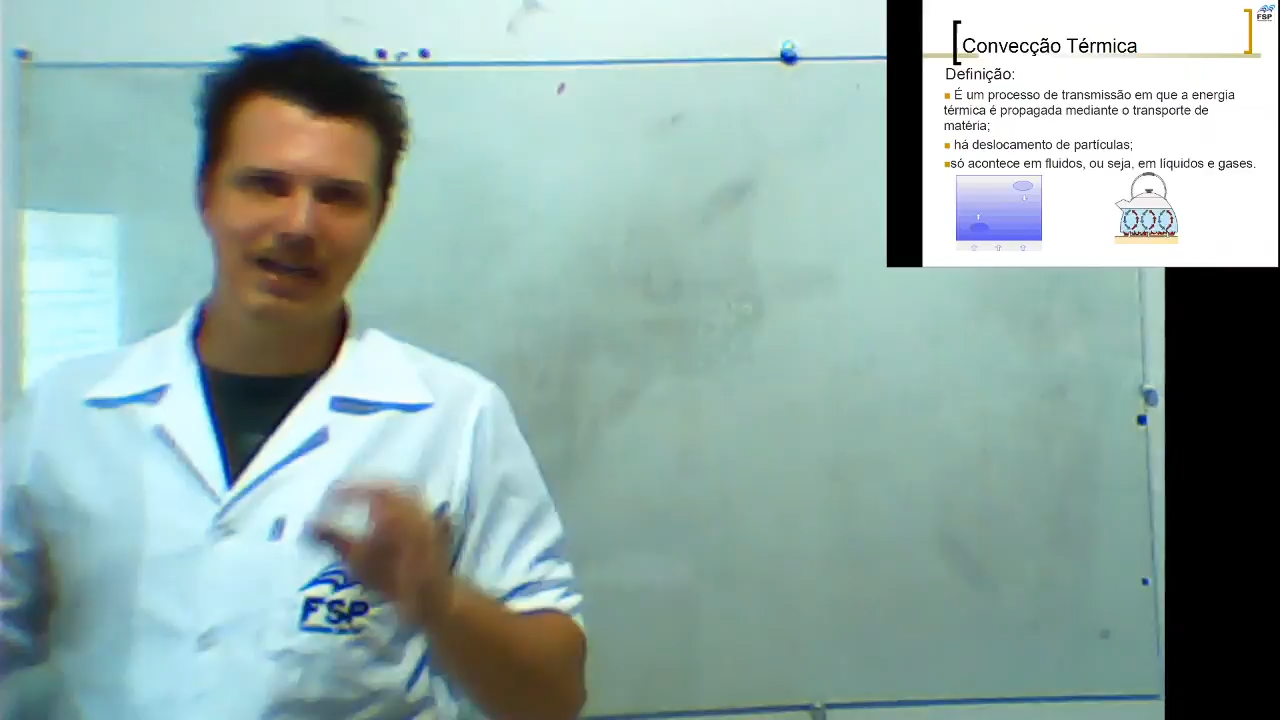 FSP
Convecção Térmica
Definição:
É um processo de transmissão em que a energia
térmica é propagada mediante o transporte de
matéria;
há deslocamento de partículas;
só acontece em fluidos, ou seja, em líquidos e gases.
FSP